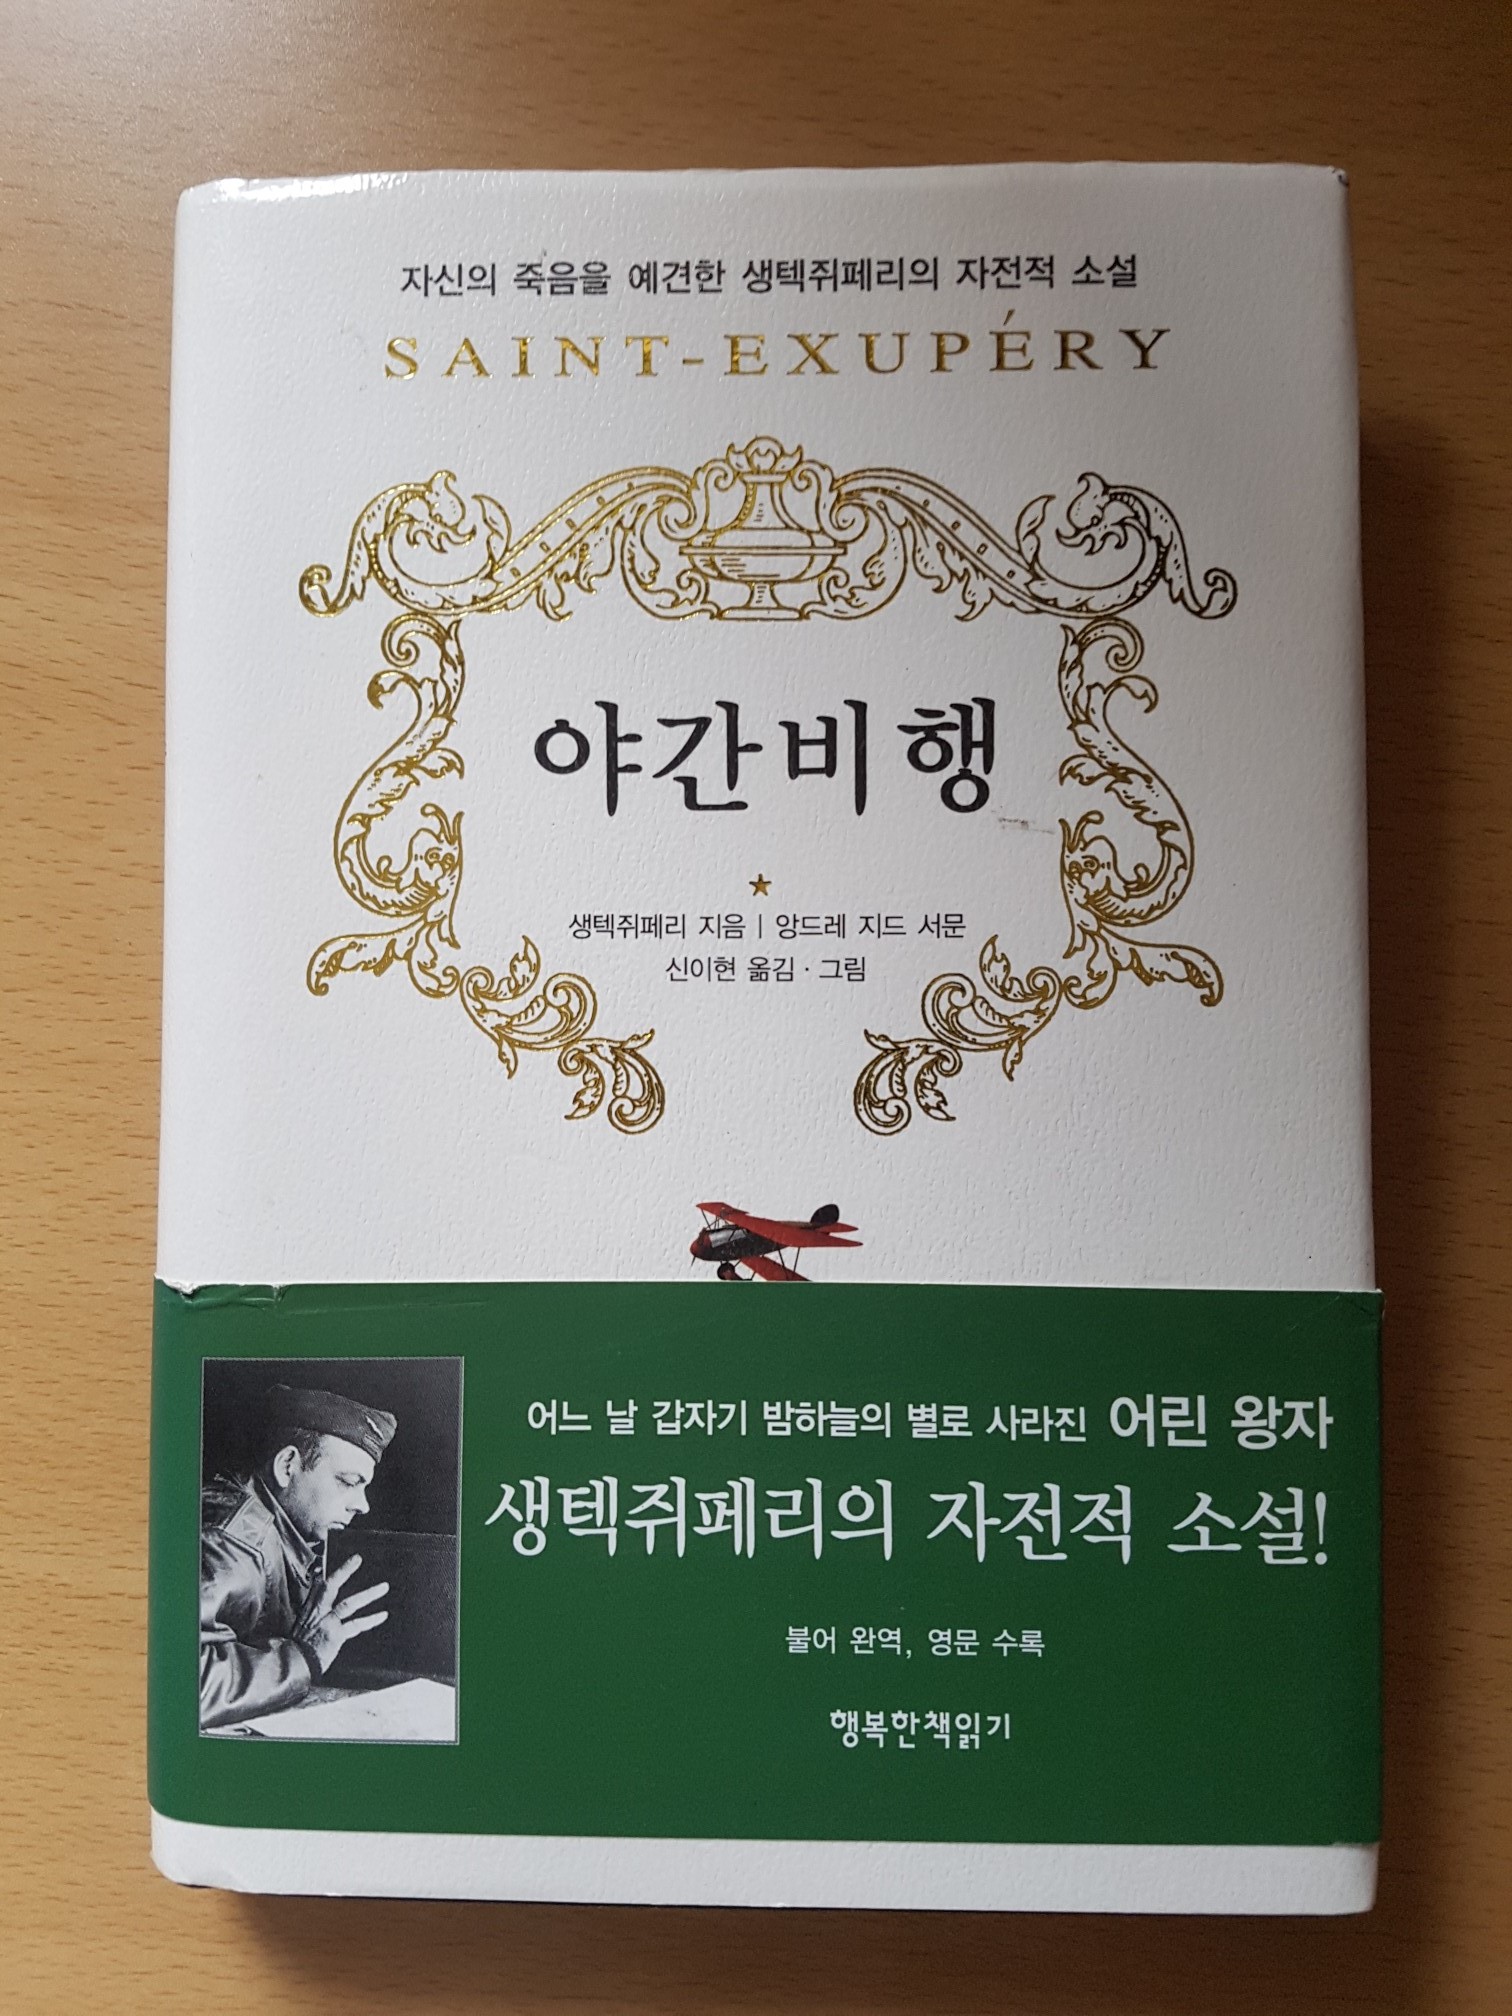 자신의 죽음을 예견한 생텍쥐페리의 자전적 소설
SAINT-EXUPÉRY
야간비행
생텍쥐페리 지음 | 앙드레 지드 서문
신이현 옮김 · 그림
어느 날 갑자기 밤하늘의 별로 사라진 어린 왕자
생텍쥐페리의 자전적 소설!
불어 완역, 영문 수록
행복한책읽기